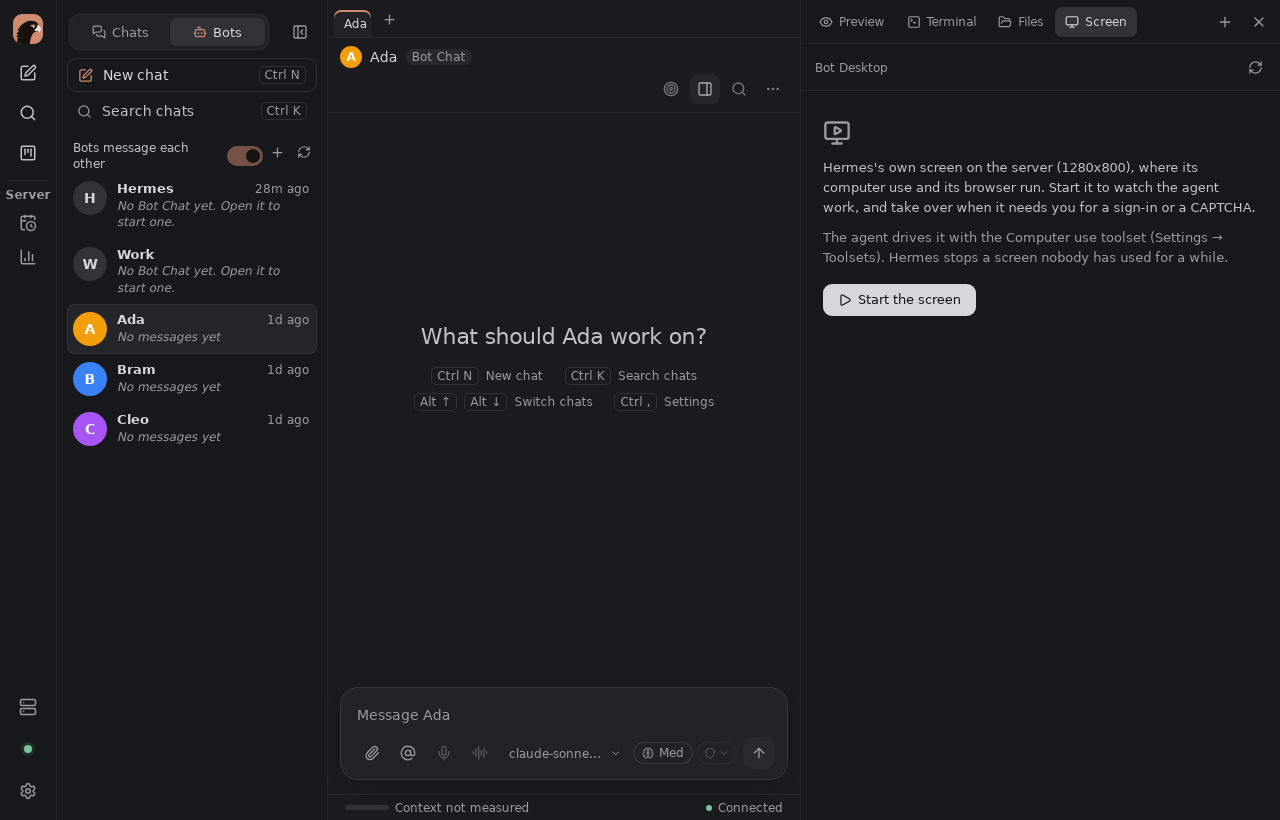 Chats
Bots
New chat
Ctrl N
Search chats
Ctrl K
Bots message each
other
Server
H
Hermes
28m ago
No Bot Chat yet. Open it to
start one.
W
Work
No Bot Chat yet. Open it to
start one.
A
Ada
1d ago
No messages yet
B
Bram
1d ago
No messages yet
C
Cleo
1d ago
No messages yet
Ada
A
Ada
Bot Chat
What should Ada work on?
Ctrl N New chat Ctrl K Search chats
Alt ↑ Alt ↓ Switch chats Ctrl , Settings
Message Ada
claude-sonne...
Med
Context not measured
Connected
Preview
Terminal
Files
Screen
Bot Desktop
Hermes's own screen on the server (1280x800), where its
computer use and its browser run. Start it to watch the agent
work, and take over when it needs you for a sign-in or a CAPTCHA.
The agent drives it with the Computer use toolset (Settings →
Toolsets). Hermes stops a screen nobody has used for a while.
Start the screen